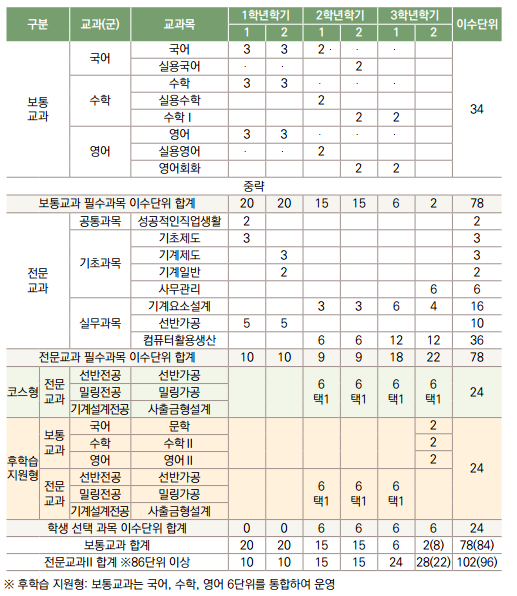 구분 교과(군) 교과목 1학년학기 2학년학기 3학년학기 이수단위
1 2 1 2 1 2
보통
교과
국어 국어 3 3 2 · · ·
실용국어 · · 2
수학 수학 3 3 · · · ·
실용수학 2
수학Ⅰ 2 2
34
영어 영어 3 3 · · · ·
실용영어 · · 2
영어회화 2 2
중략
보통교과 필수과목 이수단위 합계 20 20 15 15 6 2 78
전문
교과
공통과목 성공적인직업생활 2 2
기초과목 기초제도 3 3
기계제도 3 3
기계일반 2 2
사무관리 6 6
실무과목 기계요소설계 3 3 6 4 16
선반가공 5 5 10
컴퓨터활용생산 6 6 12 12 36
전문교과 필수과목 이수단위 합계 10 10 9 9 18 22 78
코스형 전문
교과
선반전공 선반가공
밀링전공 밀링가공
기계설계전공 사출금형설계
6 6 6 6
택1 택1 택1 택1
24
후학습
지원형
보통
교과
국어 문학 2
수학 수학Ⅱ 2
영어 영어Ⅱ 2
전문
교과
선반전공 선반가공
밀링전공 밀링가공
기계설계전공 사출금형설계
6 6 6
택1 택1 택1
24
학생 선택 과목 이수단위 합계 0 0 6 6 6 6 24
보통교과 합계 20 20 15 15 6 2(8) 78(84)
전문교과Ⅱ 합계 ※86단위 이상 10 10 15 15 24 28(22) 102(96)
※ 후학습 지원형: 보통교과는 국어, 수학, 영어 6단위를 통합하여 운영